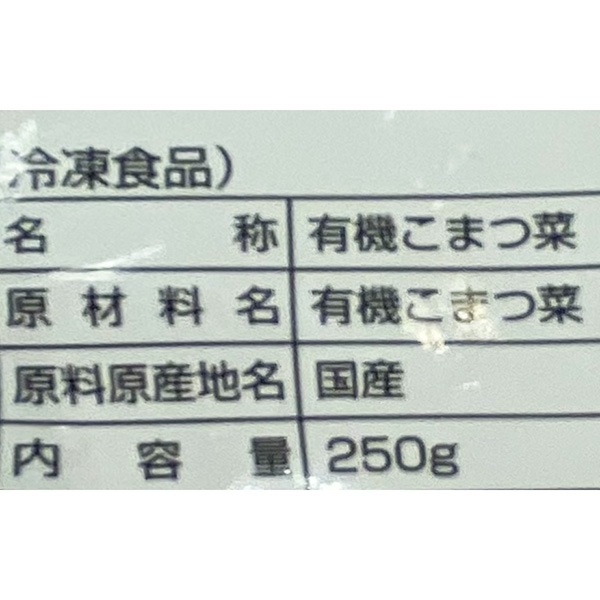 冷凍食品）
名称 有機こまつ菜
原材料名 有機こまつ菜
原料原産地名 国産
内容量 250g